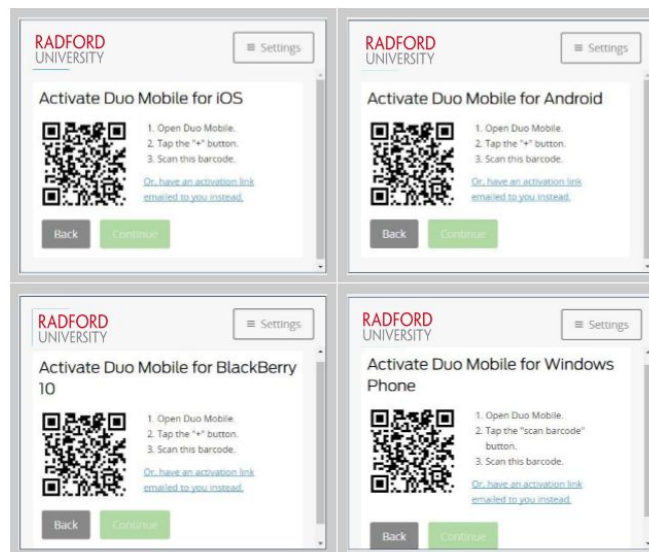 RADFORD
UNIVERSITY
≡ Settings
Activate Duo Mobile for iOS
1. Open Duo Mobile.
2. Tap the "+" button.
3. Scan this barcode.
Or, have an activation link
emailed to you instead.
Back
Continue
RADFORD
UNIVERSITY
≡ Settings
Activate Duo Mobile for Android
1. Open Duo Mobile.
2. Tap the "+" button.
3. Scan this barcode.
Or, have an activation link
emailed to you instead.
Back
Continue
RADFORD
UNIVERSITY
≡ Settings
Activate Duo Mobile for BlackBerry
10
1. Open Duo Mobile.
2. Tap the "+" button.
3. Scan this barcode.
Or, have an activation link
emailed to you instead.
Back
Continue
RADFORD
UNIVERSITY
≡ Settings
Activate Duo Mobile for Windows
Phone
1. Open Duo Mobile.
2. Tap the "scan barcode"
button.
3. Scan this barcode.
Or, have an activation link
emailed to you instead.
Back
Continue